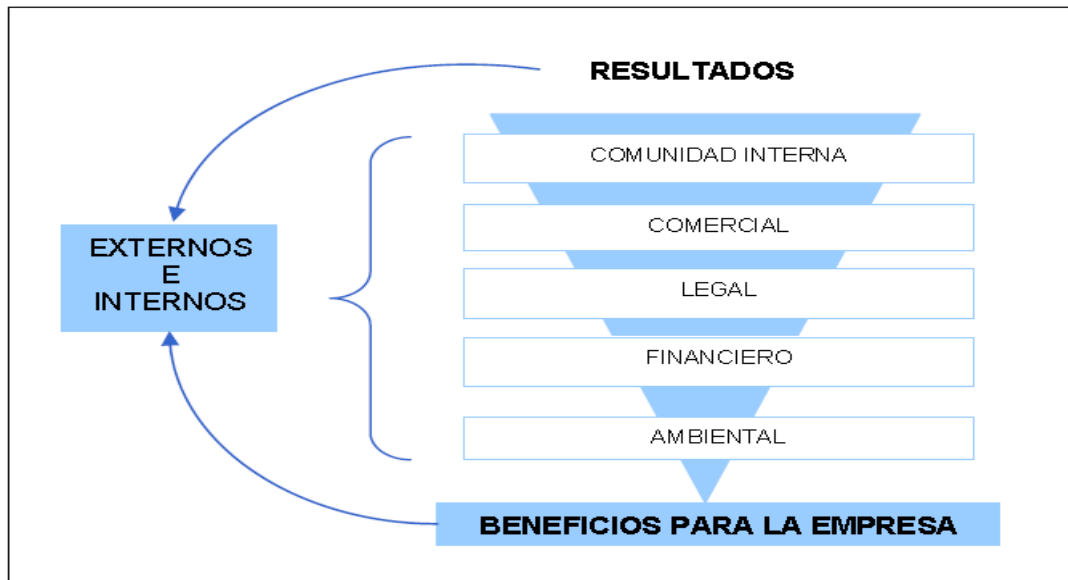 RESULTADOS
COMUNIDAD INTERNA
COMERCIAL
LEGAL
FINANCIERO
AMBIENTAL
EXTERNOS
E
INTERNOS
BENEFICIOS PARA LA EMPRESA